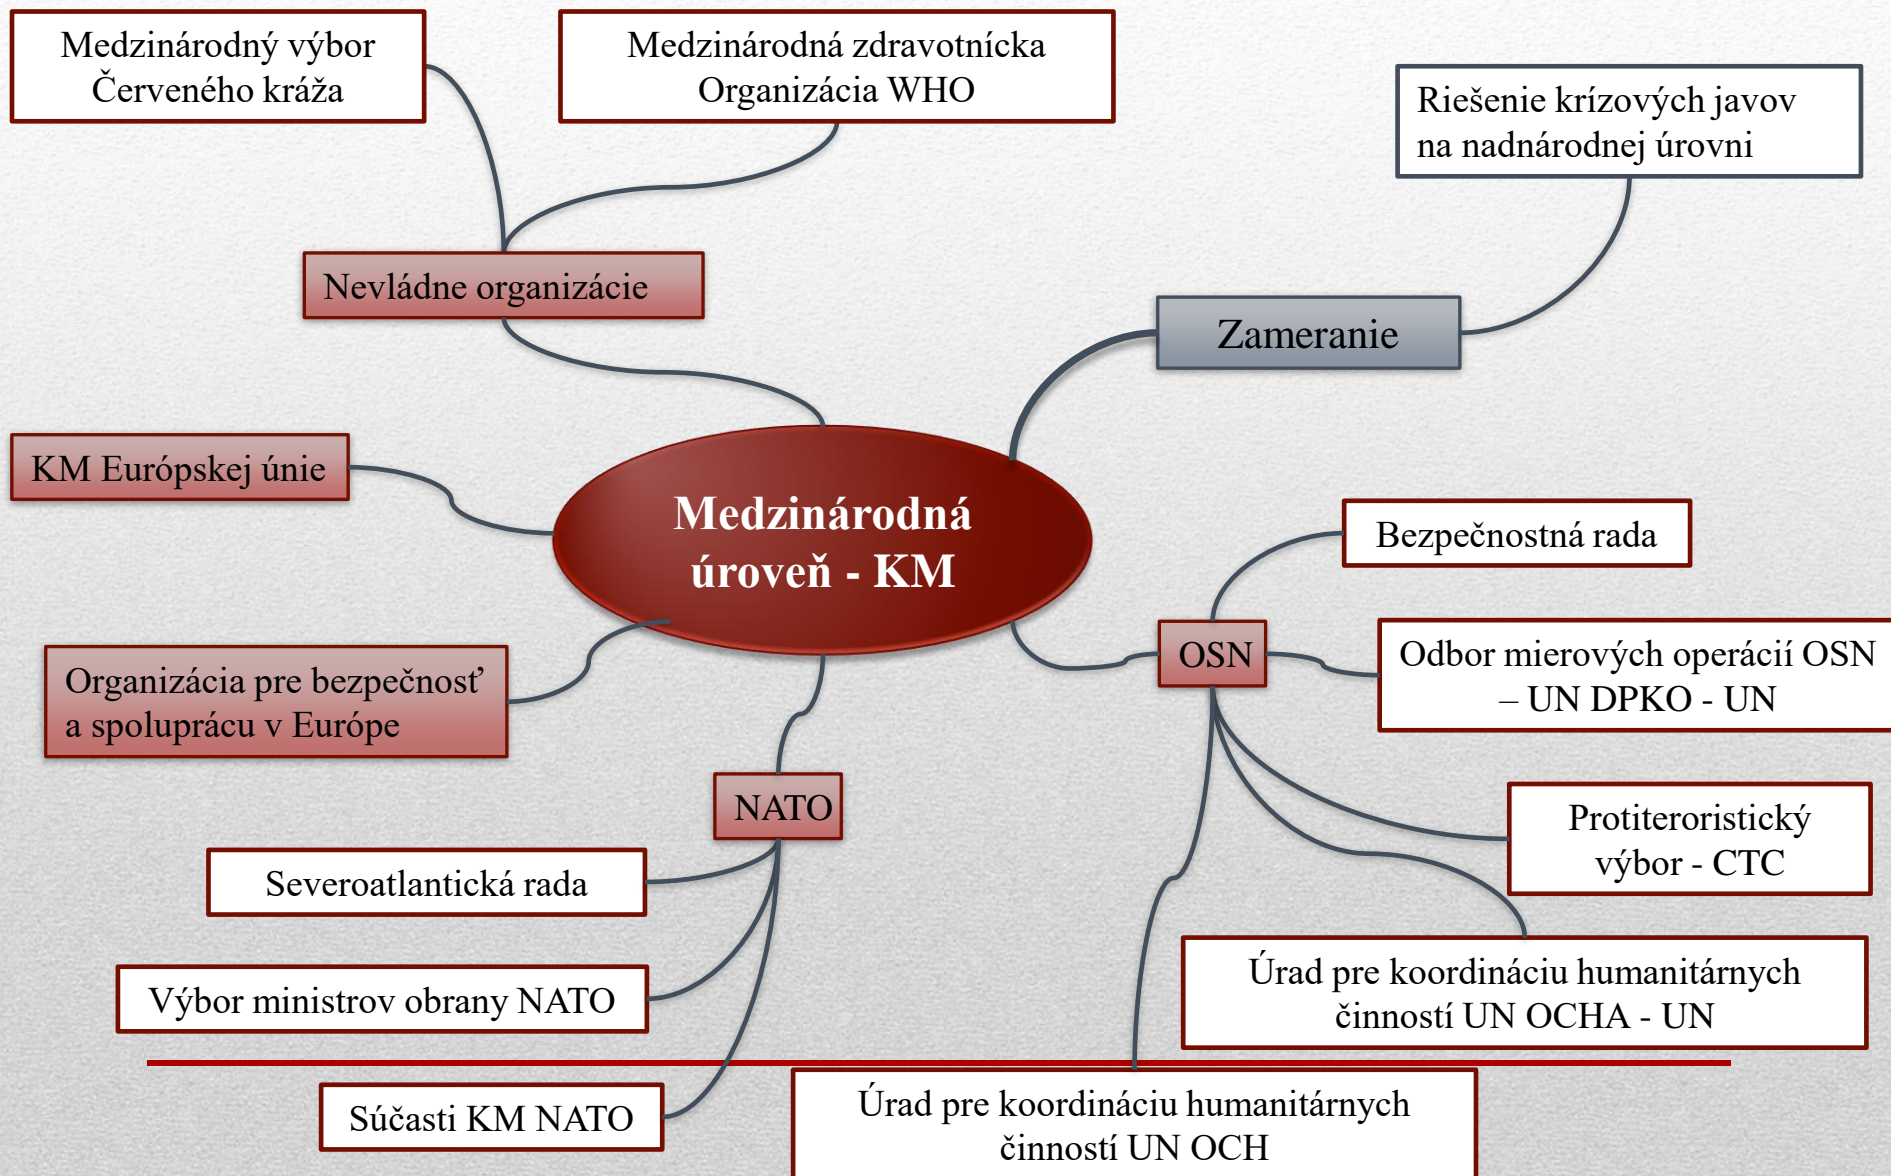 Medzinárodný výbor
Červeného kráža
Medzinárodná zdravotnícka
Organizácia WHO
Riešenie krízových javov
na nadnárodnej úrovni
Nevládne organizácie
Zameranie
KM Európskej únie
Medzinárodná
úroveň - KM
Bezpečnostná rada
Organizácia pre bezpečnosť
a spoluprácu v Európe
OSN
Odbor mierových operácií OSN
– UN DPKO - UN
NATO
Protiteroristický
výbor - CTC
Severoatlantická rada
Výbor ministrov obrany NATO
Úrad pre koordináciu humanitárnych
činností UN OCHA - UN
Súčasti KM NATO
Úrad pre koordináciu humanitárnych
činností UN OCH